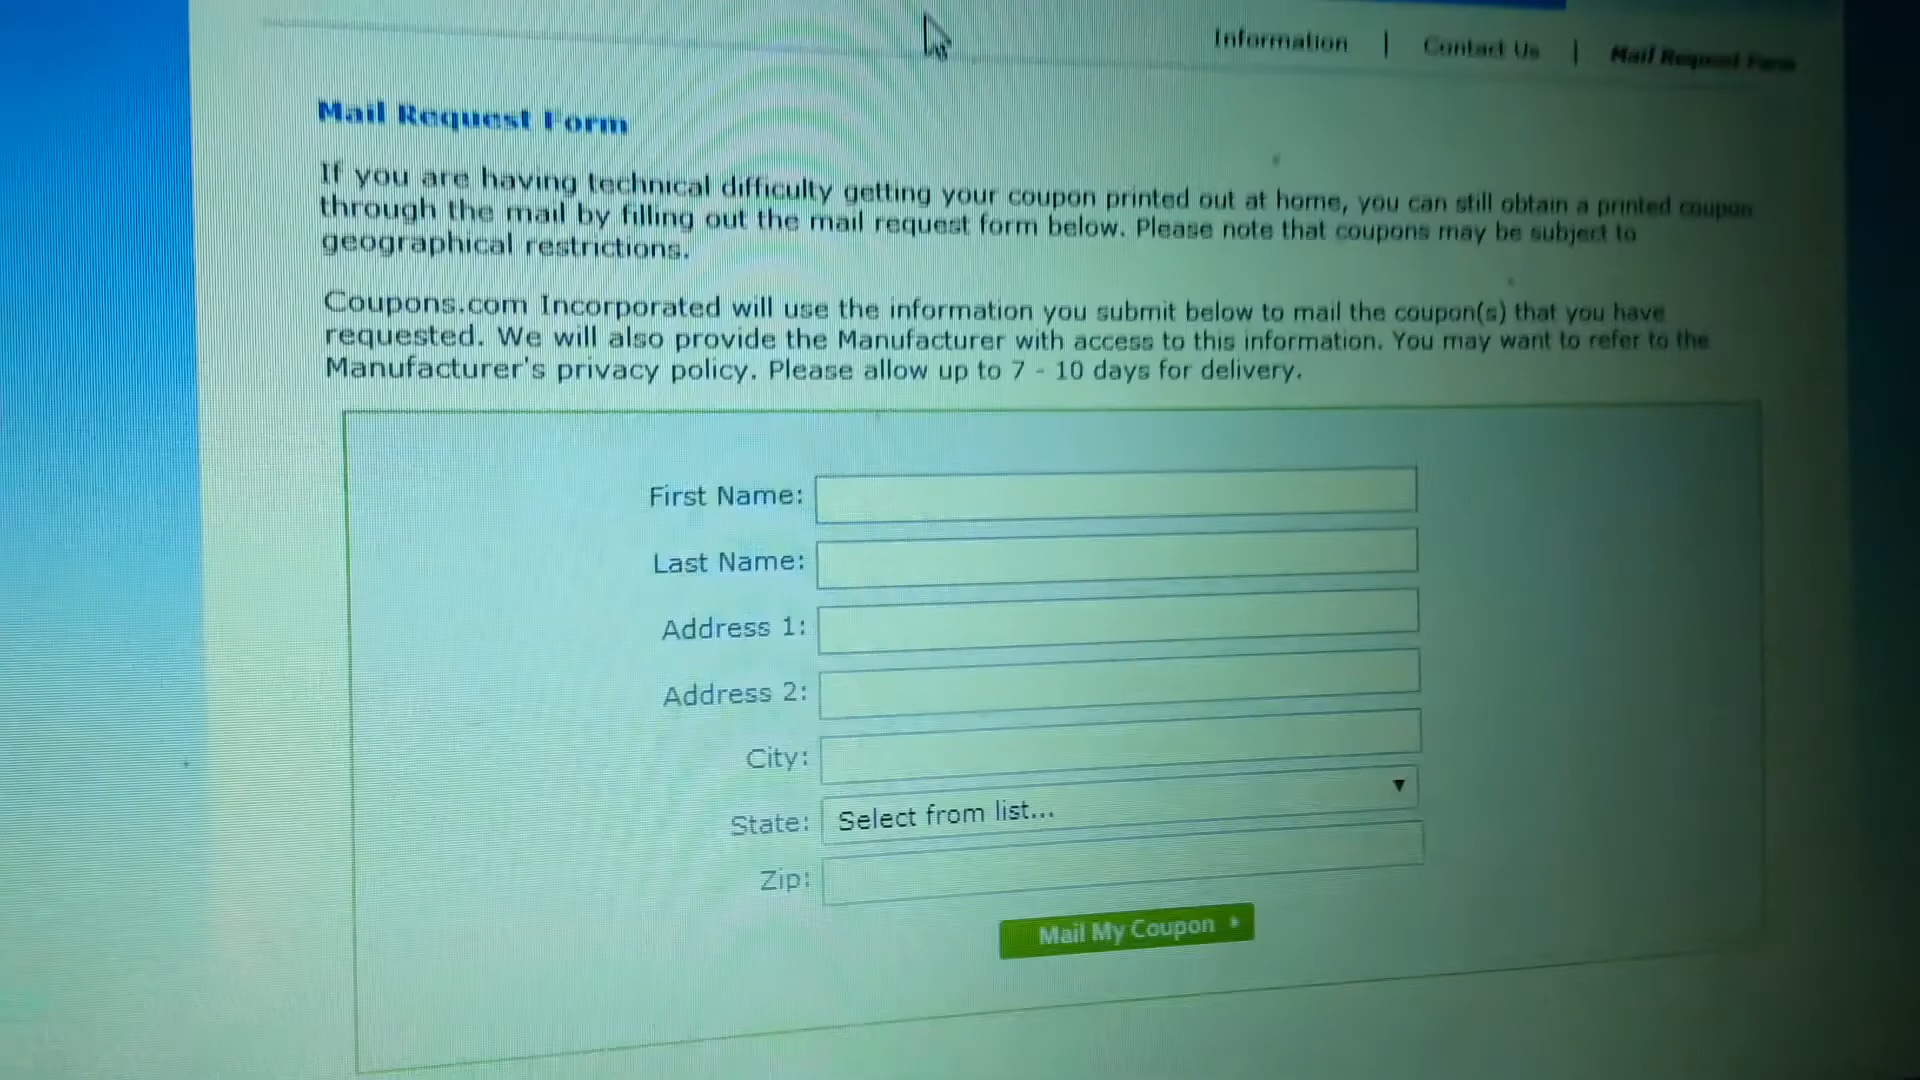 Information | Contact Us | Mail Request Form
Mail Request Form
If you are having technical difficulty getting your coupon printed out at home, you can still obtain a printed coupon
through the mail by filling out the mail request form below. Please note that coupons may be subject to
geographical restrictions.
Coupons.com Incorporated will use the information you submit below to mail the coupon(s) that you have
requested. We will also provide the Manufacturer with access to this information. You may want to refer to the
Manufacturer's privacy policy. Please allow up to 7 - 10 days for delivery.
First Name:
Last Name:
Address 1:
Address 2:
City:
State: Select from list...
Zip:
Mail My Coupon